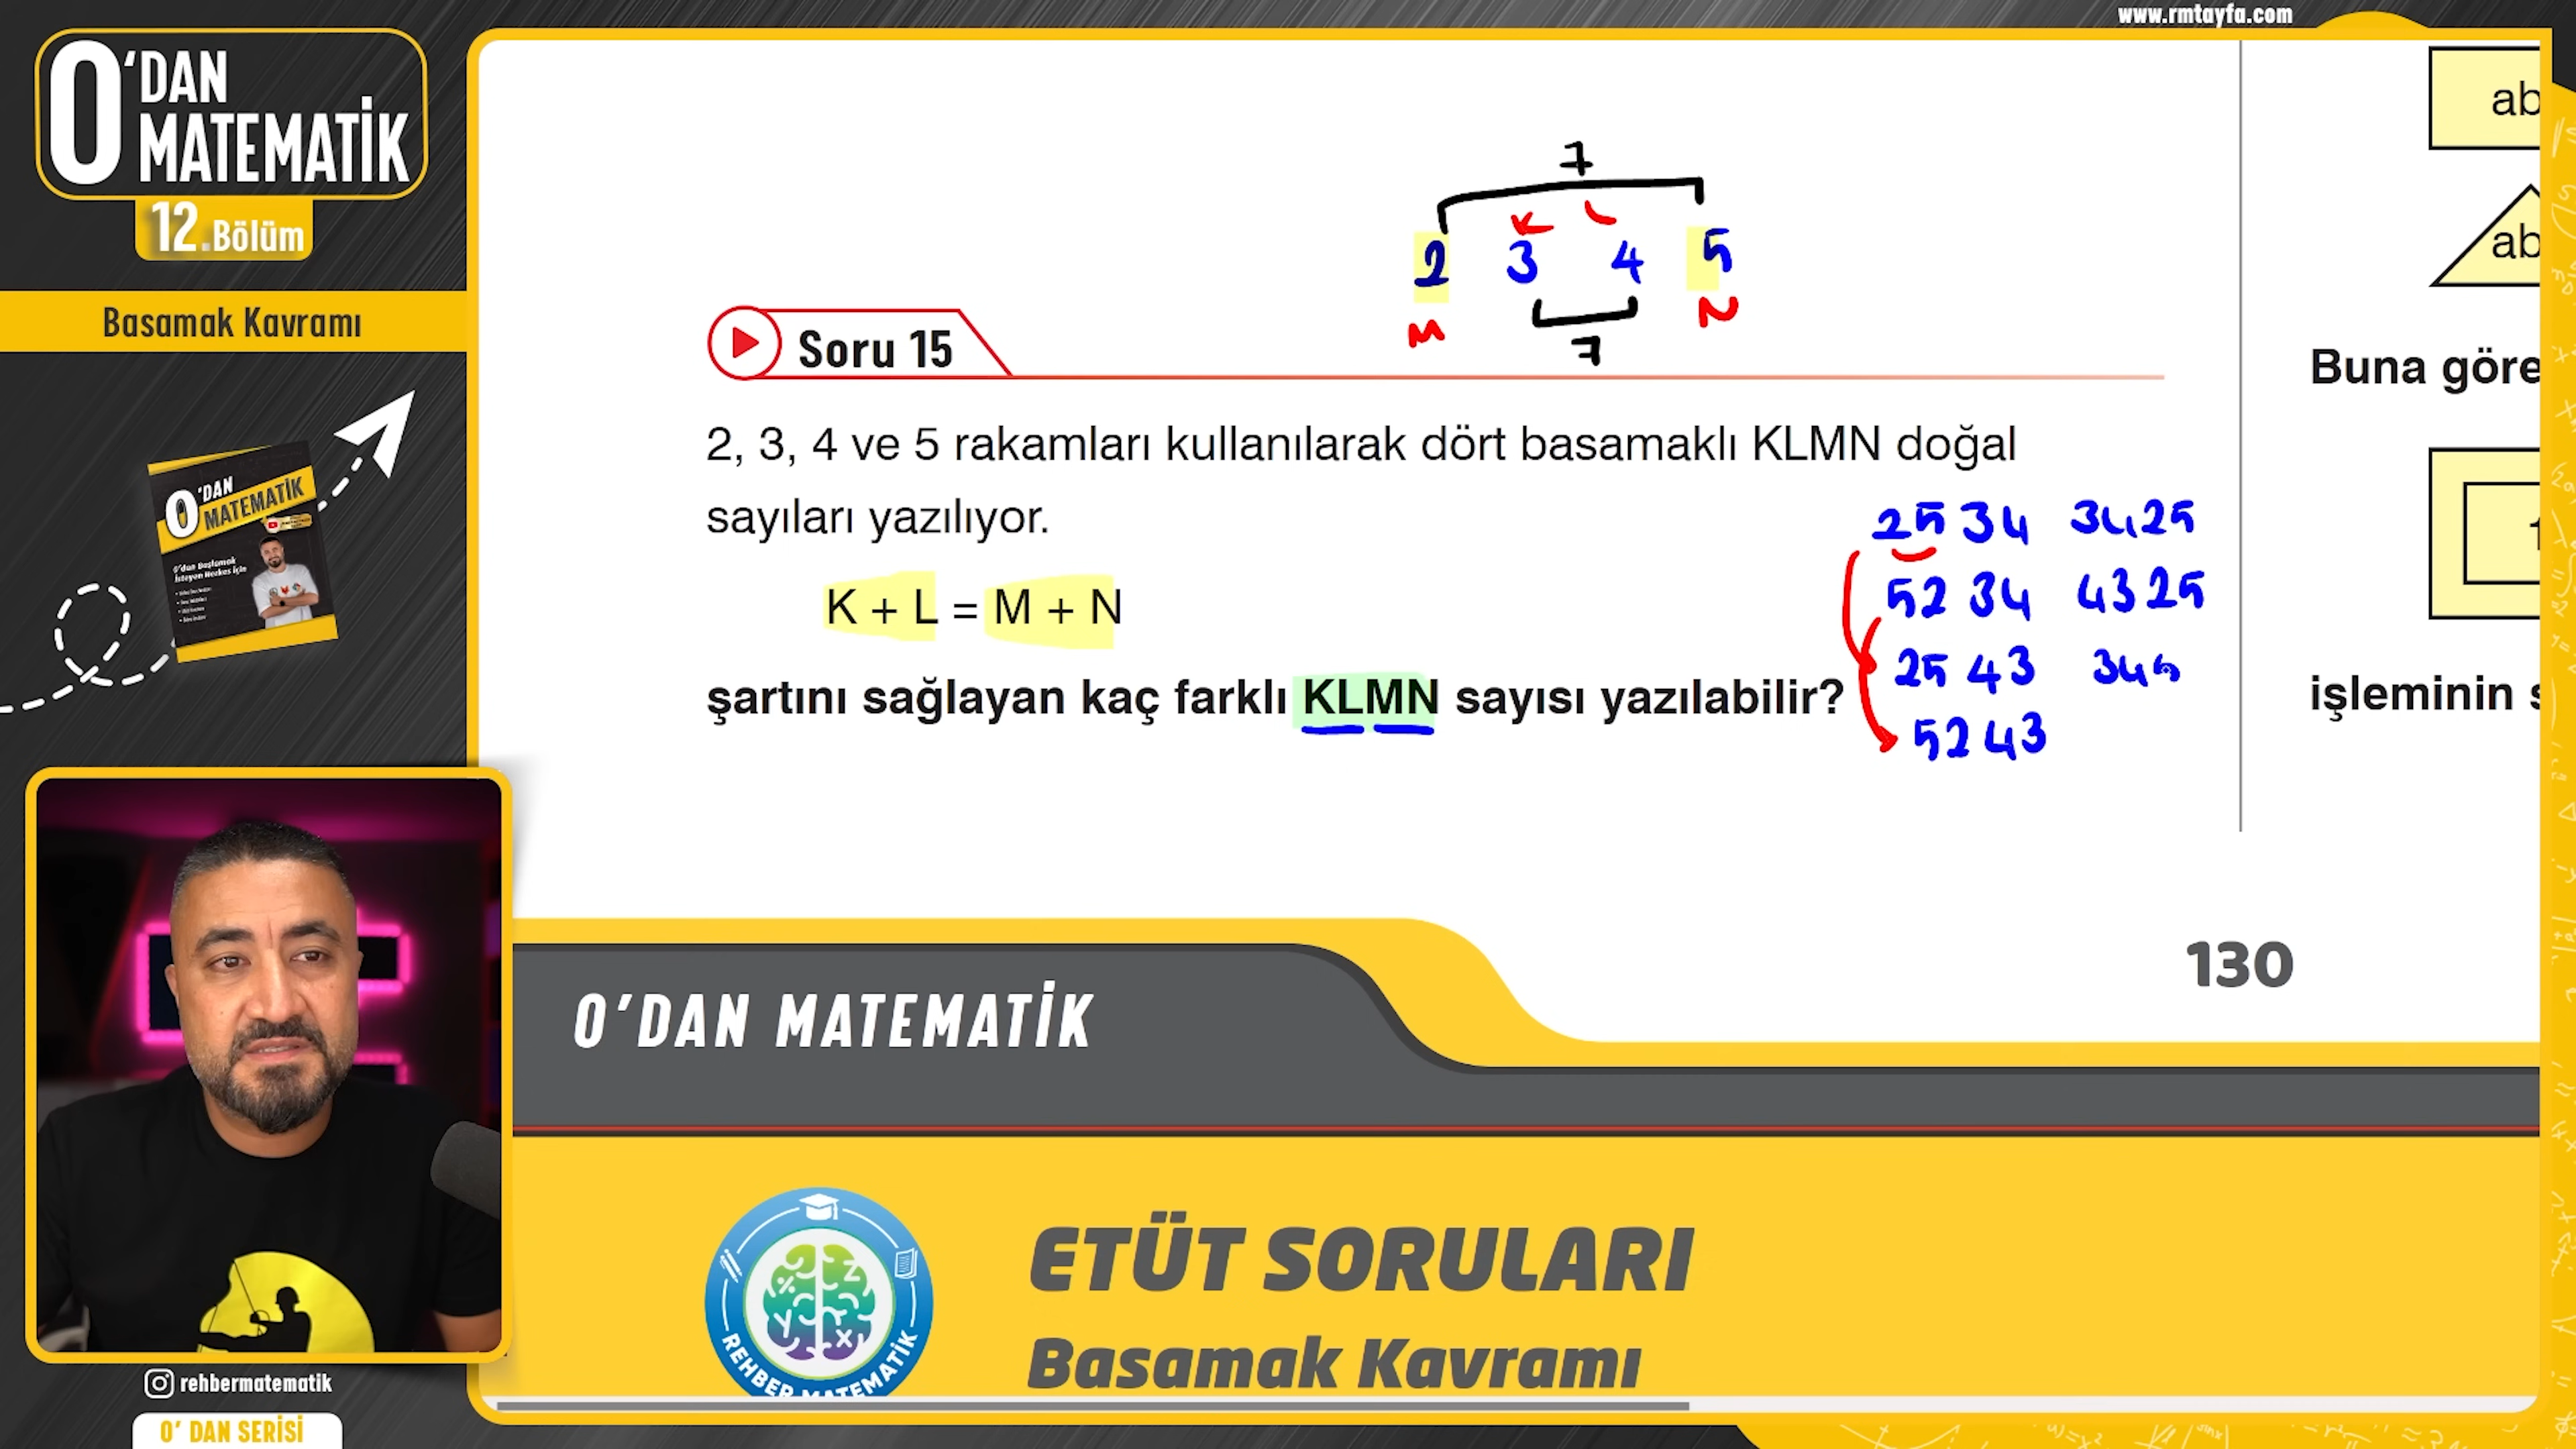 www.rmtayfa.com
0'DAN
MATEMATİK
12.Bölüm
Basamak Kavramı
0'DAN
MATEMATİK
7
K
2 3 4 5
M N
7
Soru 15
2, 3, 4 ve 5 rakamları kullanılarak dört basamaklı KLMN doğal
sayıları yazılıyor.
K + L = M + N
şartını sağlayan kaç farklı KLMN sayısı yazılabilir?
2534 3425
5234 4325
2543 345
5243
ab
ab
Buna göre
işleminin s
130
0'DAN MATEMATİK
ETÜT SORULARI
Basamak Kavramı
REHBER MATEMATİK
rehbermatematik
0' DAN SERİSİ